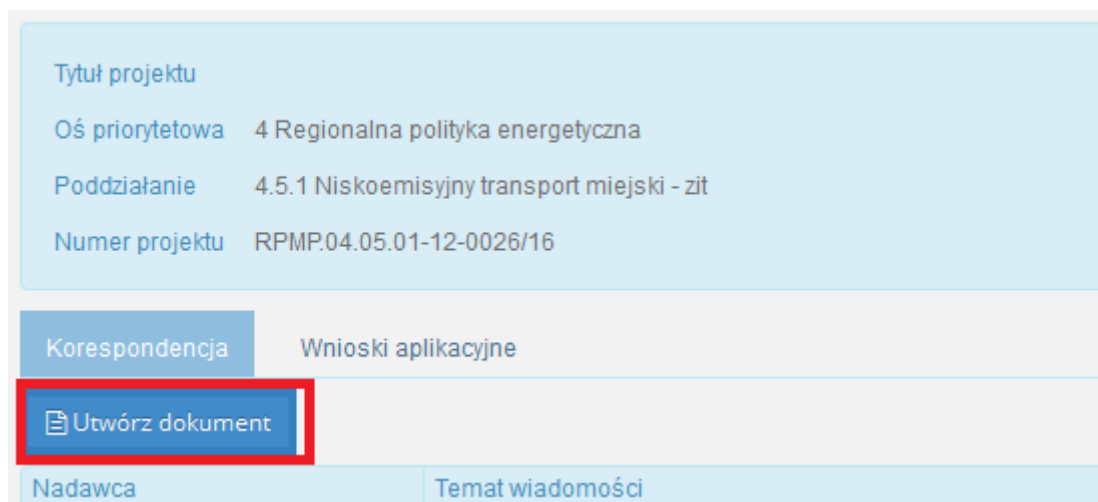 Tytuł projektu
Oś priorytetowa 4 Regionalna polityka energetyczna
Poddziałanie 4.5.1 Niskoemisyjny transport miejski - zit
Numer projektu RPMP.04.05.01-12-0026/16
Korespondencja Wnioski aplikacyjne
Utwórz dokument
Nadawca Temat wiadomości